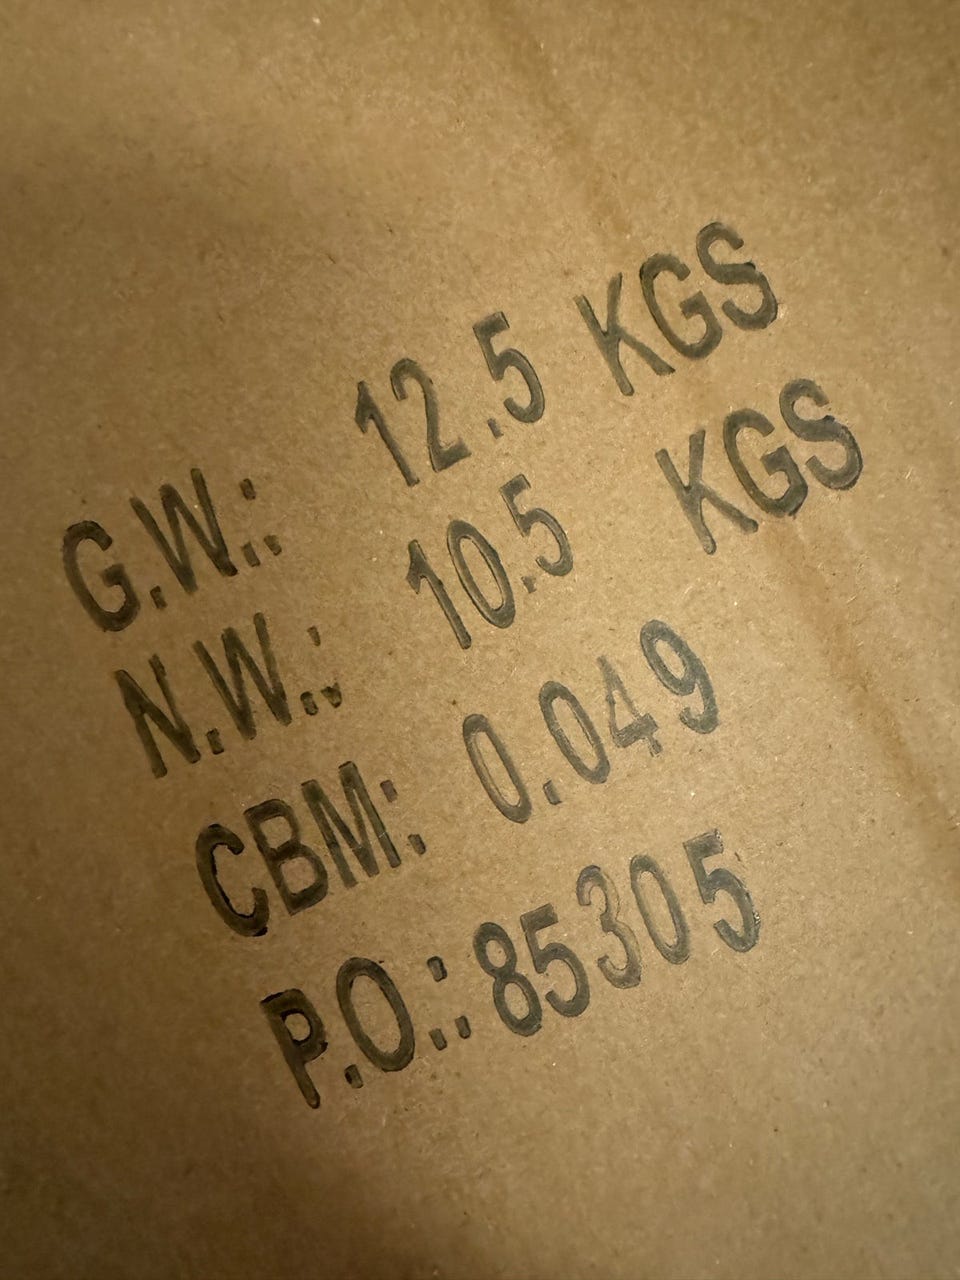 G.W.: 12.5 KGS
N.W.: 10.5 KGS
CBM: 0.049
P.O.: 85305